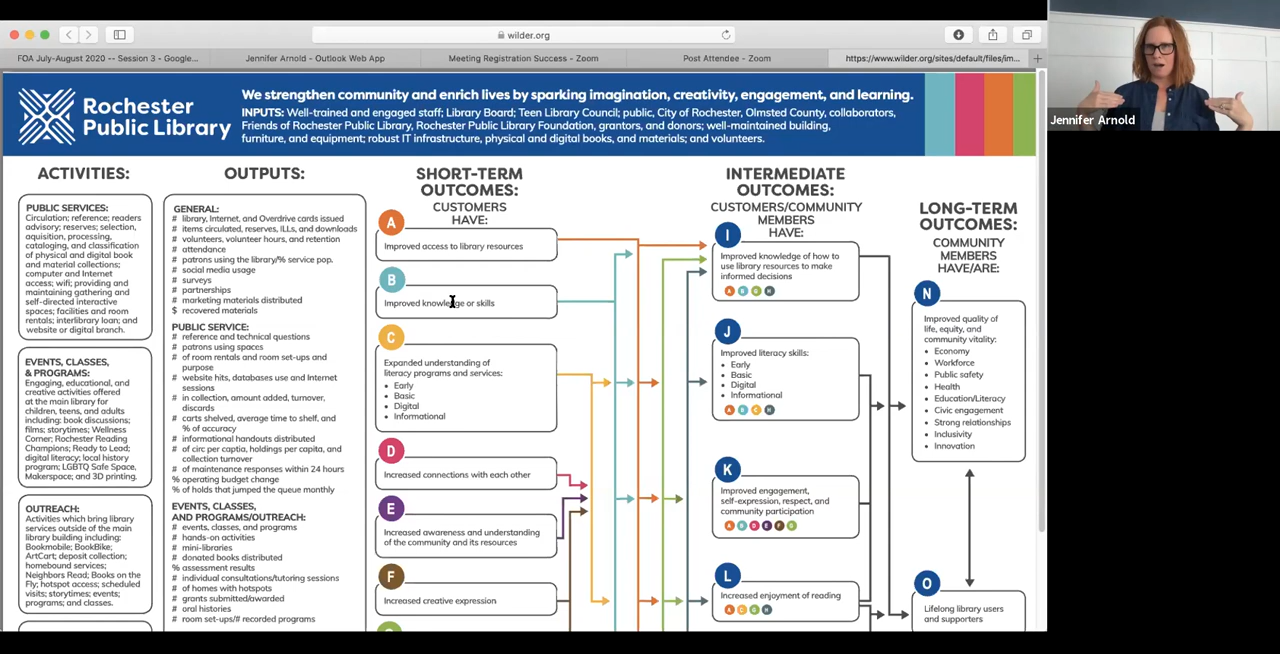 wilder.org
FOA July-August 2020 -- Session 3 - Google...
Jennifer Arnold - Outlook Web App
Meeting Registration Success - Zoom
Post Attendee - Zoom
https://www.wilder.org/sites/default/files/im...
Rochester
Public Library
We strengthen community and enrich lives by sparking imagination, creativity, engagement, and learning.
INPUTS: Well-trained and engaged staff; Library Board; Teen Library Council; public, City of Rochester, Olmsted County, collaborators,
Friends of Rochester Public Library, Rochester Public Library Foundation, grantors, and donors; well-maintained building,
furniture, and equipment; robust IT infrastructure, physical and digital books, and materials; and volunteers.
Jennifer Arnold
ACTIVITIES:
PUBLIC SERVICES:
Circulation; reference; readers
advisory; reserves; selection,
aquisition, processing,
cataloging, and classification
of physical and digital book
and material collections;
computer and Internet
access; wifi; providing and
maintaining gathering and
self-directed interactive
spaces; facilities and room
rentals; interlibrary loan; and
website or digital branch.
EVENTS, CLASSES,
& PROGRAMS:
Engaging, educational, and
creative activities offered
at the main library for
children, teens, and adults
including: book discussions;
films; storytimes; Wellness
Corner; Rochester Reading
Champions; Ready to Lead;
digital literacy; local history
program; LGBTQ Safe Space,
Makerspace; and 3D printing.
OUTREACH:
Activities which bring library
services outside of the main
library building including:
Bookmobile; BookBike;
ArtCart; deposit collection;
homebound services;
Neighbors Read; Books on the
Fly; hotspot access; scheduled
visits; storytimes; events;
programs; and classes.
OUTPUTS:
GENERAL:
# library, Internet, and Overdrive cards issued
# items circulated, reserves, ILLs, and downloads
# volunteers, volunteer hours, and retention
# attendance
# patrons using the library/% service pop.
# social media usage
# surveys
# partnerships
# marketing materials distributed
$ recovered materials
PUBLIC SERVICE:
# reference and technical questions
# patrons using spaces
# of room rentals and room set-ups and
purpose
# website hits, databases use and Internet
sessions
# in collection, amount added, turnover,
discards
# carts shelved, average time to shelf, and
% of accuracy
# informational handouts distributed
# of circ per captia, holdings per capita, and
collection turnover
# of maintenance responses within 24 hours
% operating budget change
% of holds that jumped the queue monthly
EVENTS, CLASSES,
AND PROGRAMS/OUTREACH:
# events, classes, and programs
# hands-on activities
# mini-libraries
# donated books distributed
% assessment results
# individual consultations/tutoring sessions
# of homes with hotspots
# grants submitted/awarded
# oral histories
# room set-ups/# recorded programs
SHORT-TERM
OUTCOMES:
CUSTOMERS
HAVE:
A
Improved access to library resources
B
Improved knowledge or skills
C
Expanded understanding of
literacy programs and services:
• Early
• Basic
• Digital
• Informational
D
Increased connections with each other
E
Increased awareness and understanding
of the community and its resources
F
Increased creative expression
INTERMEDIATE
OUTCOMES:
CUSTOMERS/COMMUNITY
MEMBERS
HAVE:
I
Improved knowledge of how to
use library resources to make
informed decisions
A B G H
J
Improved literacy skills:
• Early
• Basic
• Digital
• Informational
A B C H
K
Improved engagement,
self-expression, respect, and
community participation
A B D E F G
L
Increased enjoyment of reading
A C G H
LONG-TERM
OUTCOMES:
COMMUNITY
MEMBERS
HAVE/ARE:
N
Improved quality of
life, equity, and
community vitality:
• Economy
• Workforce
• Public safety
• Health
• Education/Literacy
• Civic engagement
• Strong relationships
• Inclusivity
• Innovation
O
Lifelong library users
and supporters